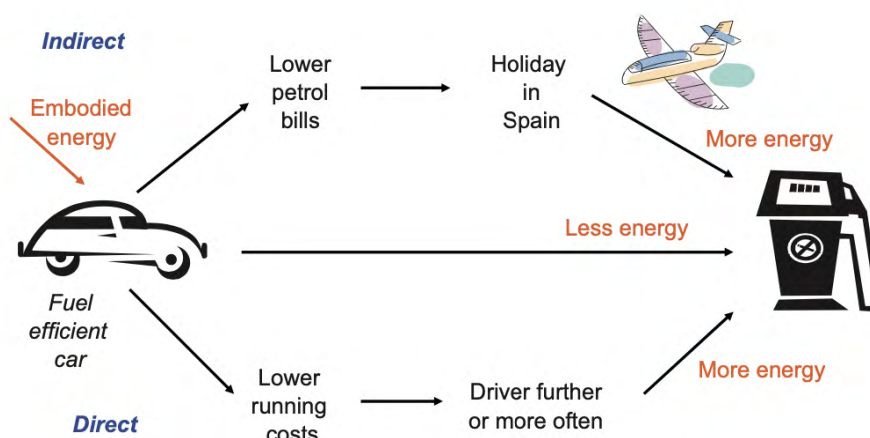 Indirect
Embodied
energy
Lower
petrol
bills
Holiday
in
Spain
More energy
Less energy
Fuel
efficient
car
Lower
running
costs
Driver further
or more often
More energy
Direct